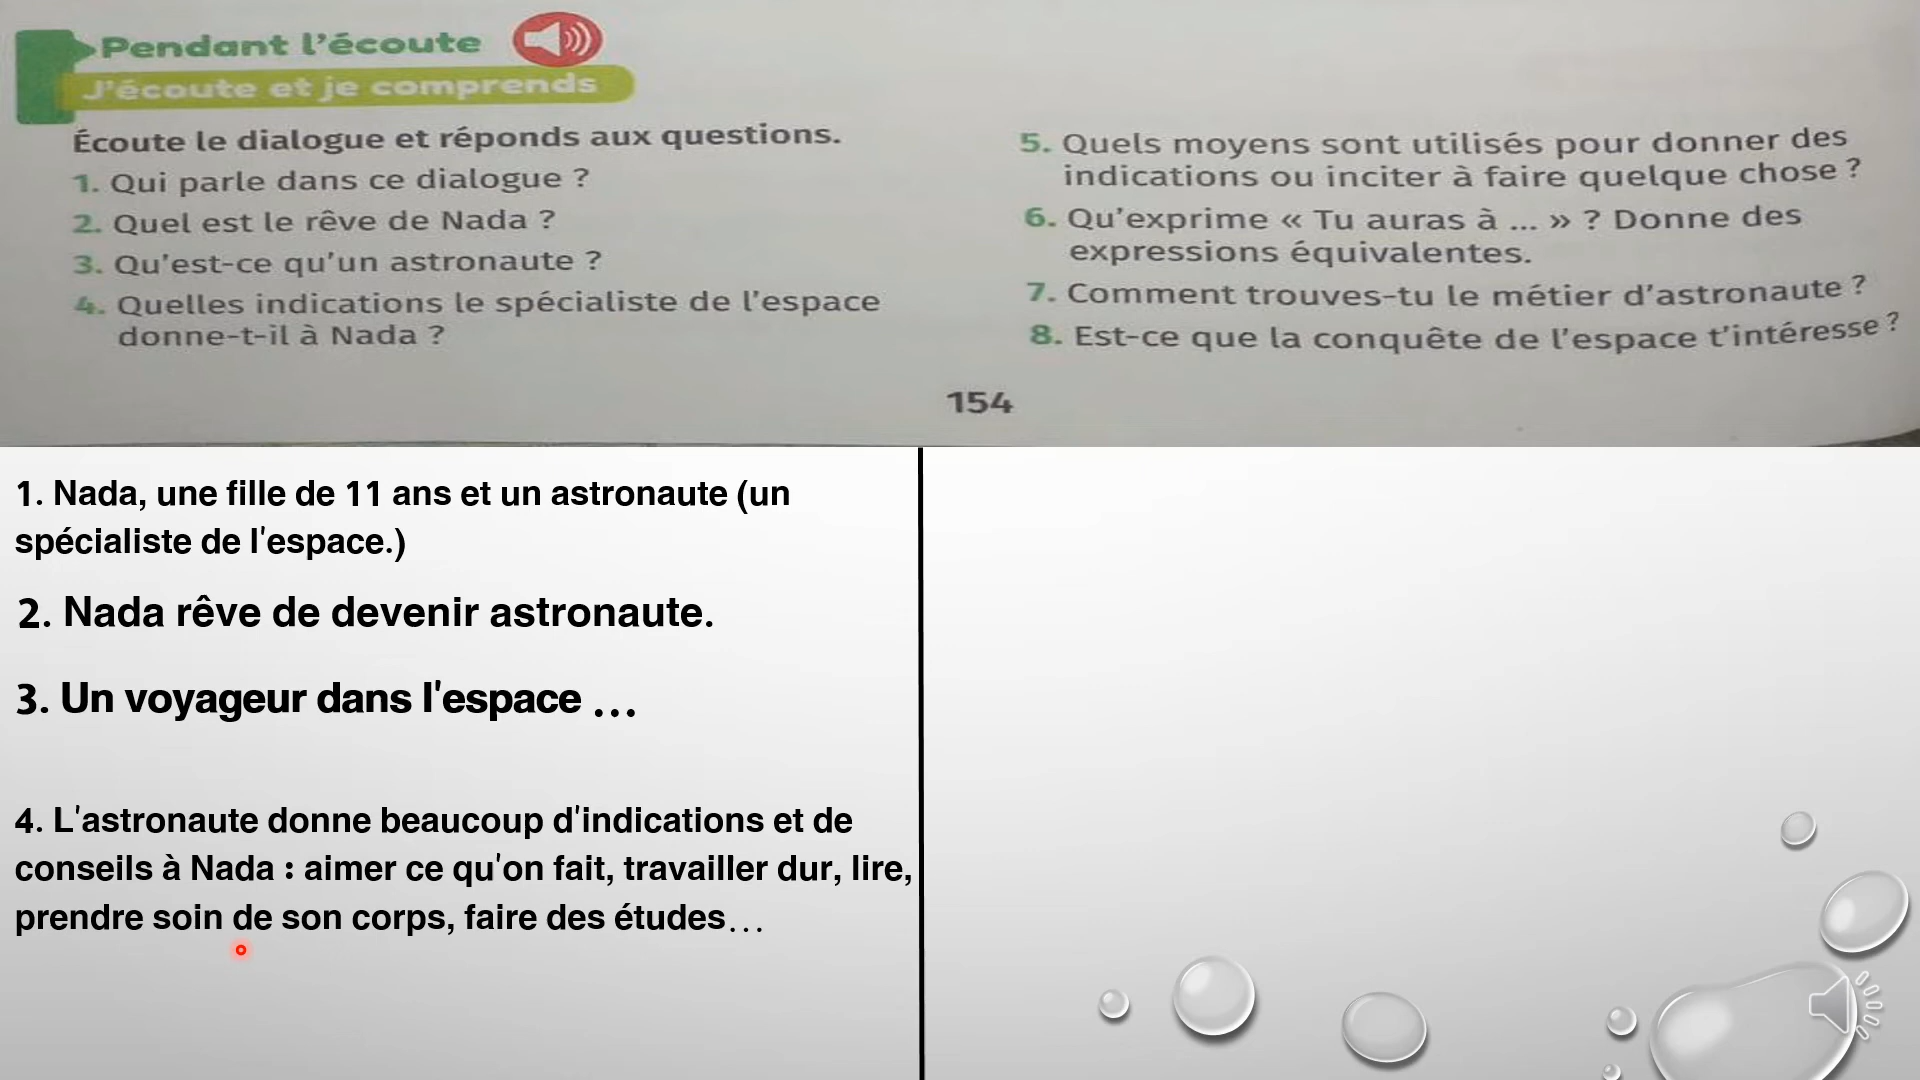 Pendant l'écoute
J'écoute et je comprends
Écoute le dialogue et réponds aux questions.
1. Qui parle dans ce dialogue ?
2. Quel est le rêve de Nada ?
3. Qu'est-ce qu'un astronaute ?
4. Quelles indications le spécialiste de l'espace
donne-t-il à Nada ?
5. Quels moyens sont utilisés pour donner des
indications ou inciter à faire quelque chose ?
6. Qu'exprime « Tu auras à ... » ? Donne des
expressions équivalentes.
7. Comment trouves-tu le métier d'astronaute ?
8. Est-ce que la conquête de l'espace t'intéresse ?
154
1. Nada, une fille de 11 ans et un astronaute (un
spécialiste de l'espace.)
2. Nada rêve de devenir astronaute.
3. Un voyageur dans l'espace ...
4. L'astronaute donne beaucoup d'indications et de
conseils à Nada : aimer ce qu'on fait, travailler dur, lire,
prendre soin de son corps, faire des études...